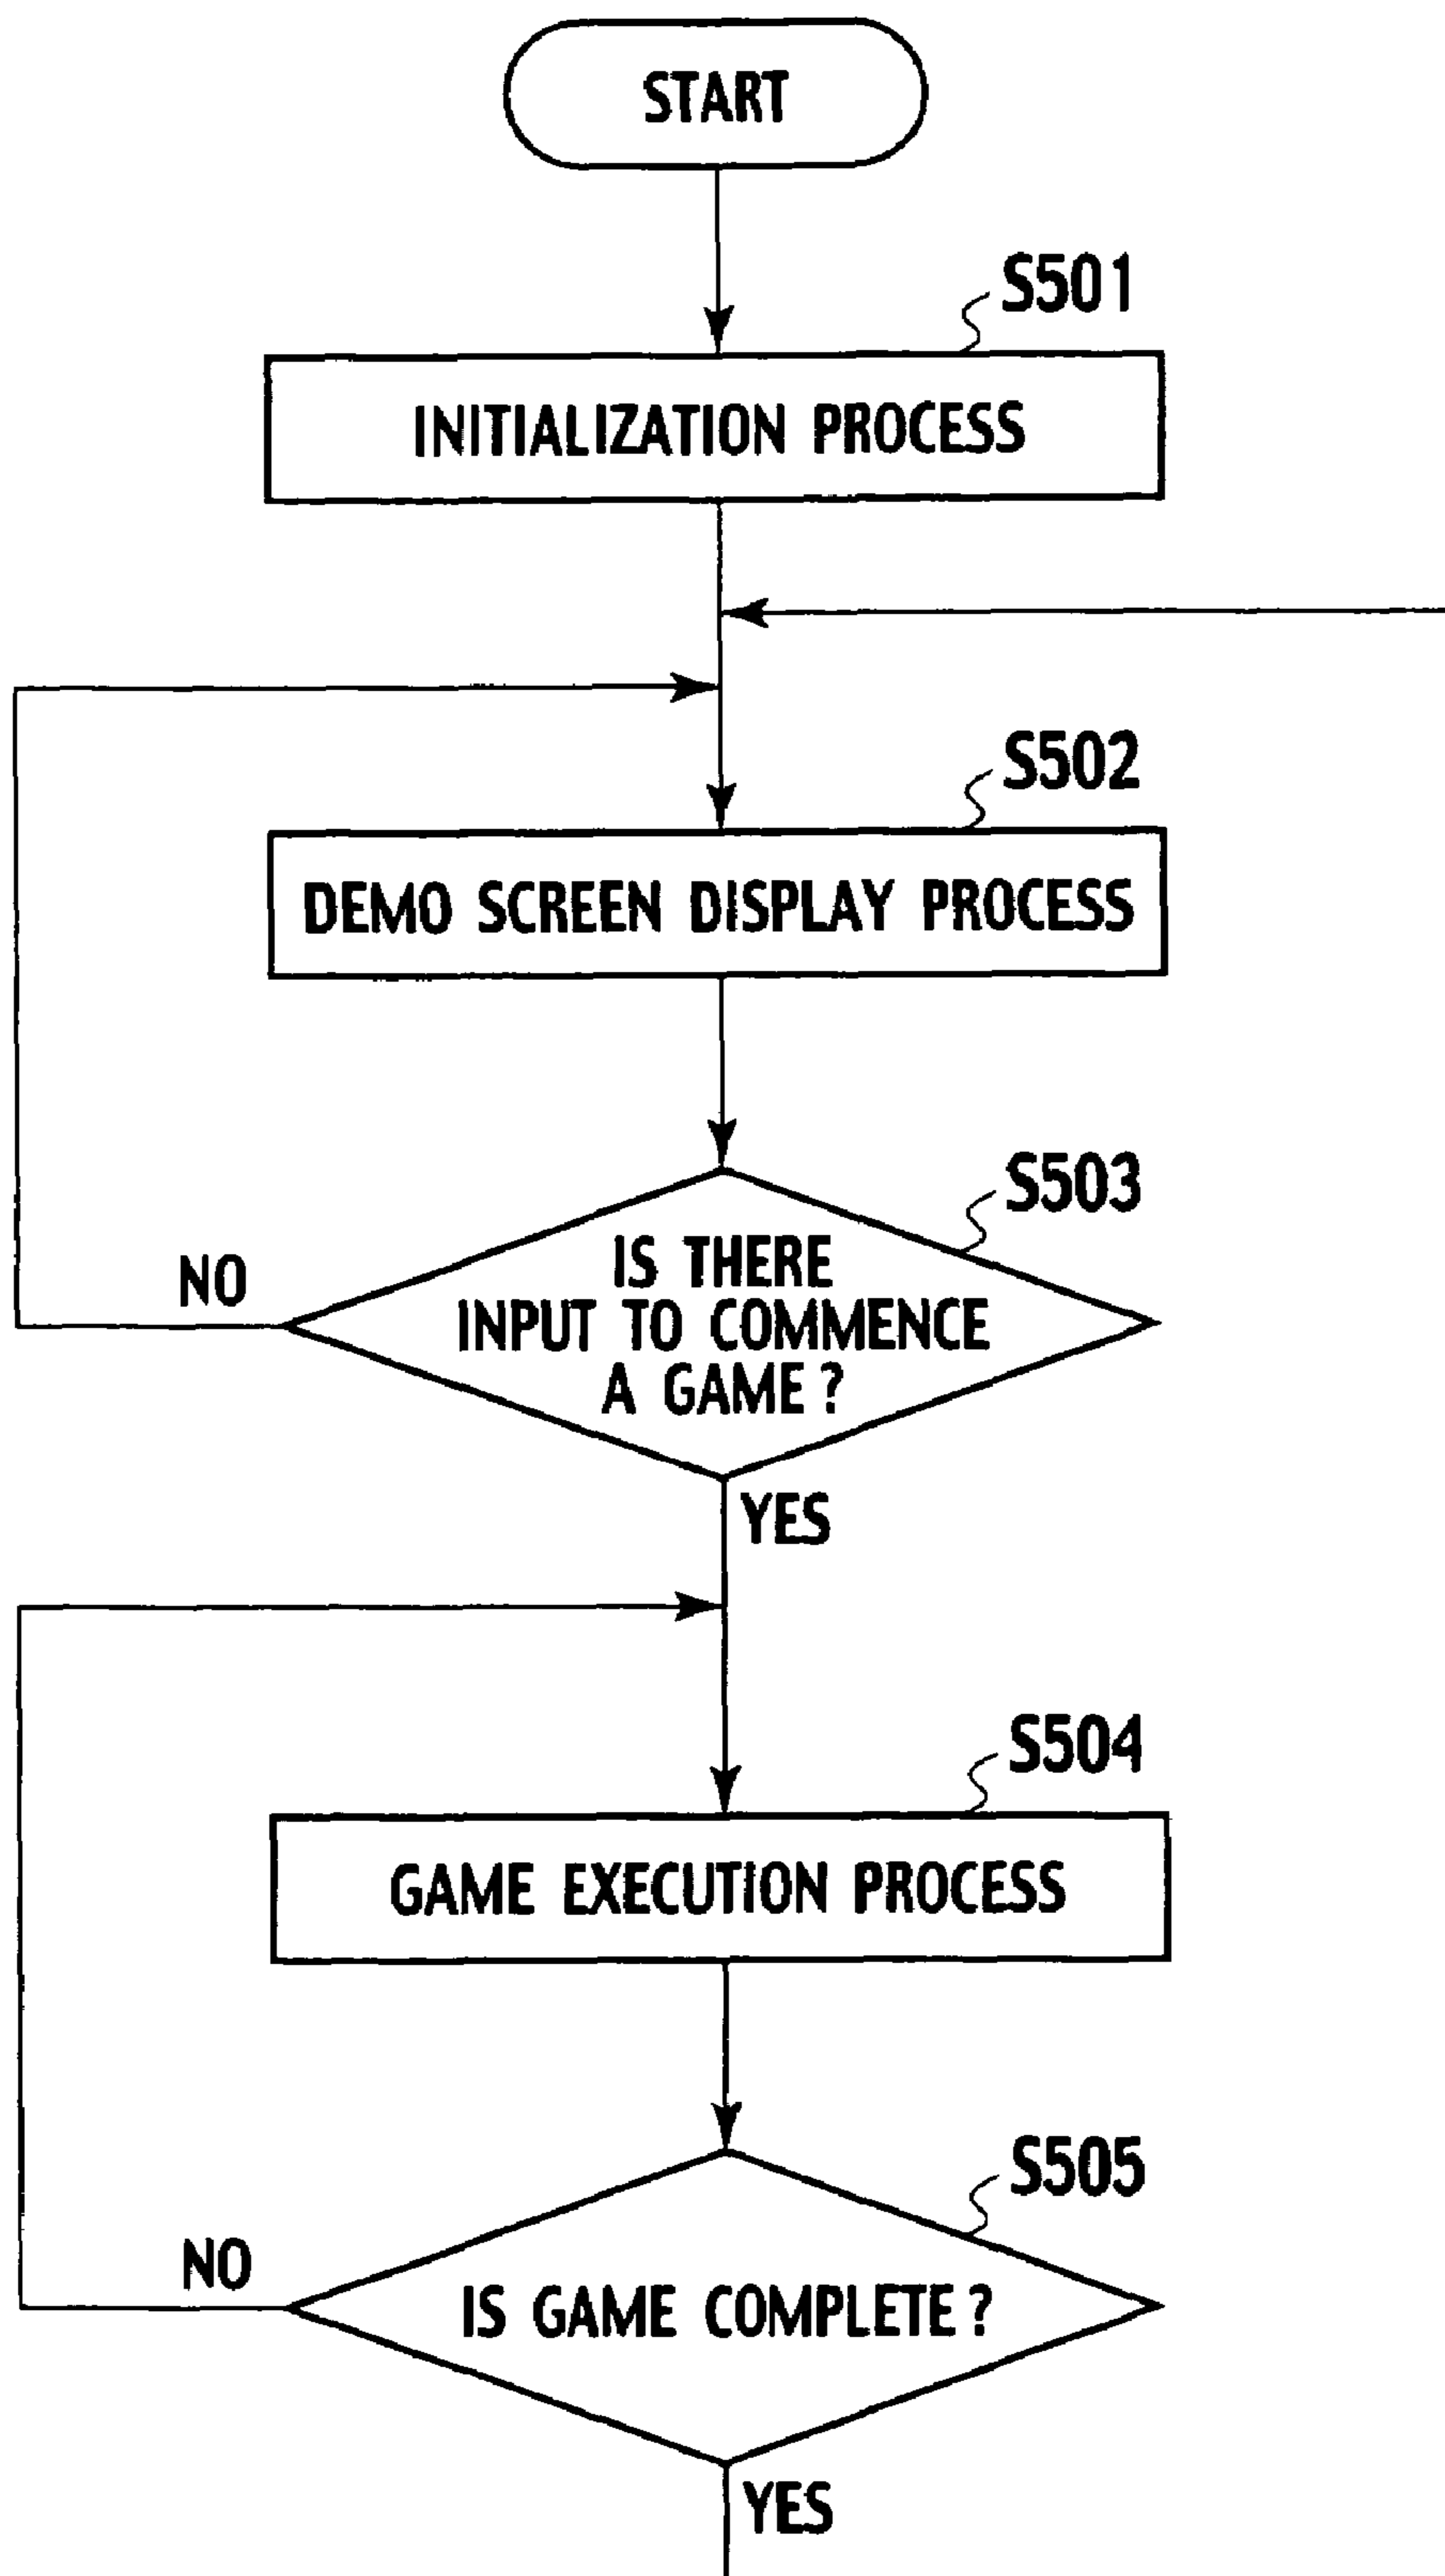 START
S501
INITIALIZATION PROCESS
S502
DEMO SCREEN DISPLAY PROCESS
S503
IS THERE
INPUT TO COMMENCE
A GAME?
NO
YES
S504
GAME EXECUTION PROCESS
S505
IS GAME COMPLETE?
NO
YES